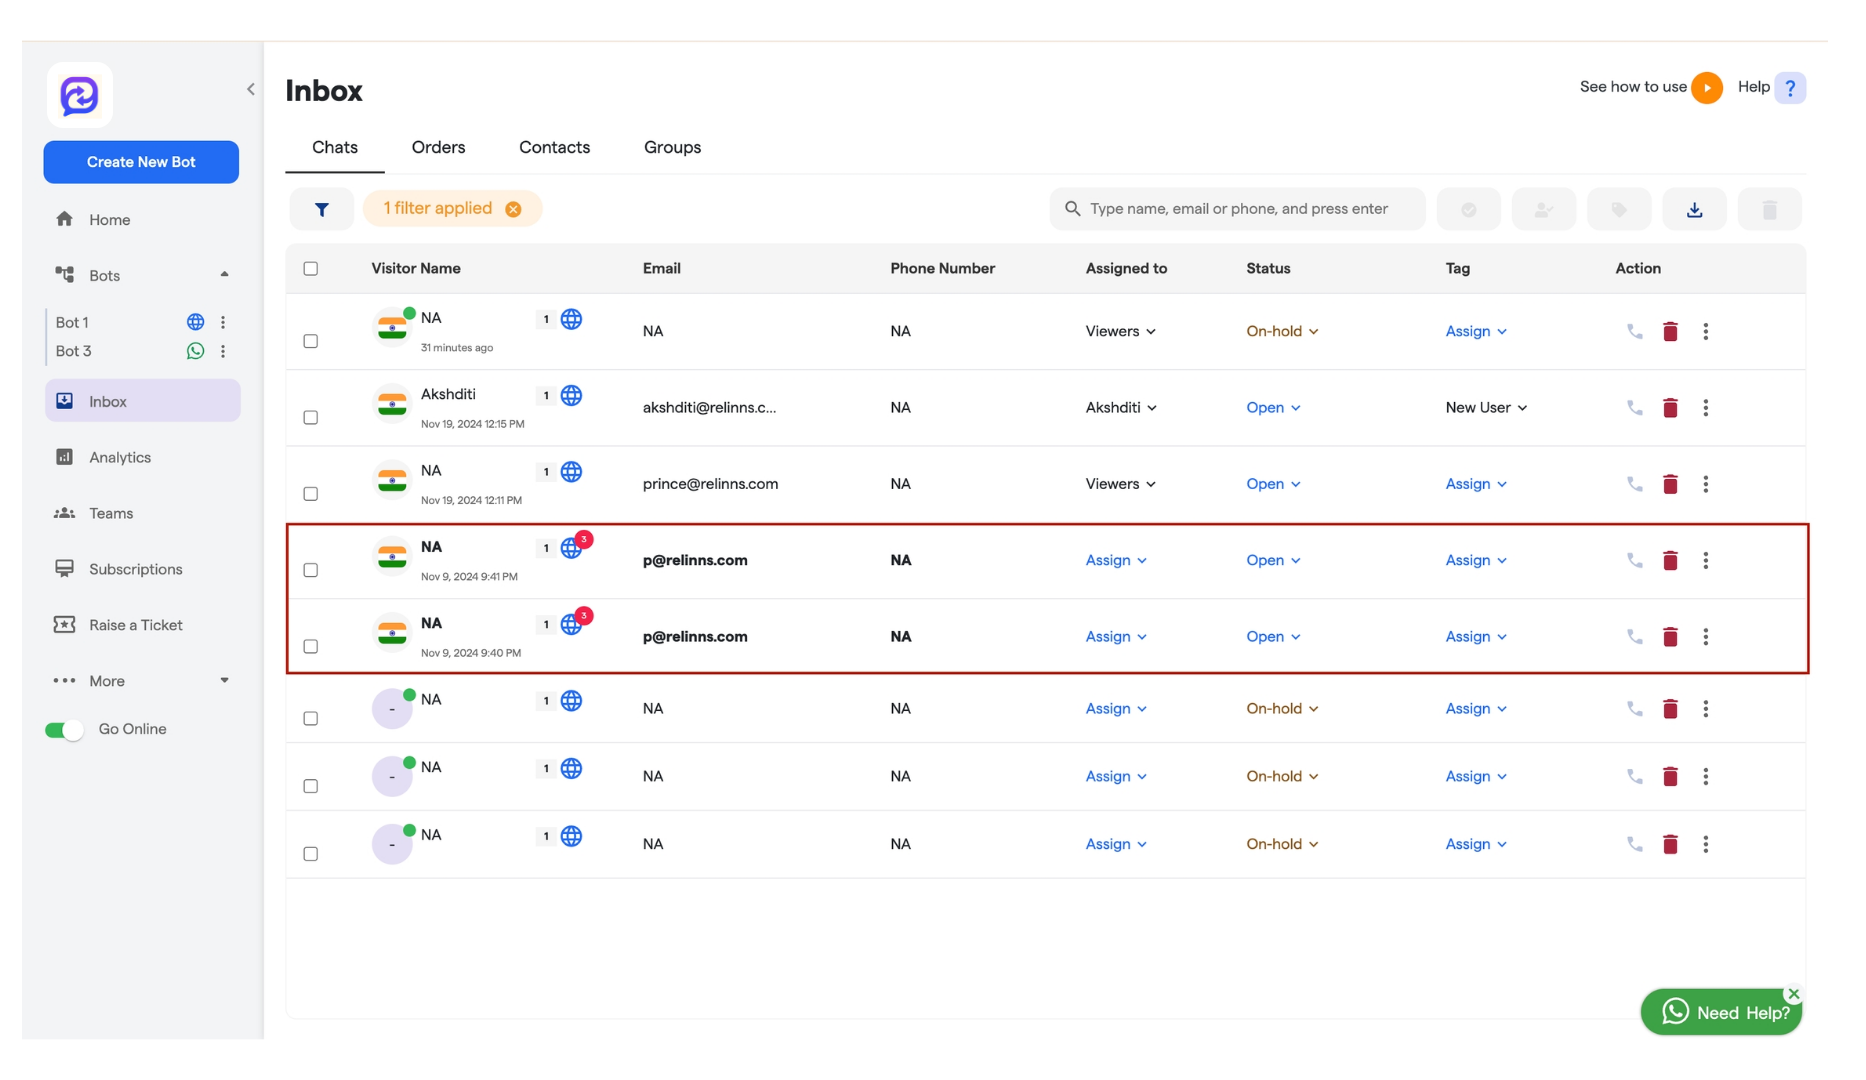 Inbox
See how to use
Help ?
Create New Bot
Chats Orders Contacts Groups
1 filter applied
Type name, email or phone, and press enter
Home
Bots
Bot 1
Bot 3
Inbox
Analytics
Teams
Subscriptions
Raise a Ticket
More
Go Online
Visitor Name Email Phone Number Assigned to Status Tag Action
NA 1 NA NA Viewers On-hold Assign
31 minutes ago
Akshditi 1 akshditi@relinns.c... NA Akshditi Open New User
Nov 19, 2024 12:15 PM
NA 1 prince@relinns.com NA Viewers Open Assign
Nov 19, 2024 12:11 PM
NA 1 3 p@relinns.com NA Assign Open Assign
Nov 9, 2024 9:41 PM
NA 1 3 p@relinns.com NA Assign Open Assign
Nov 9, 2024 9:40 PM
- NA 1 NA NA Assign On-hold Assign
- NA 1 NA NA Assign On-hold Assign
- NA 1 NA NA Assign On-hold Assign
Need Help?